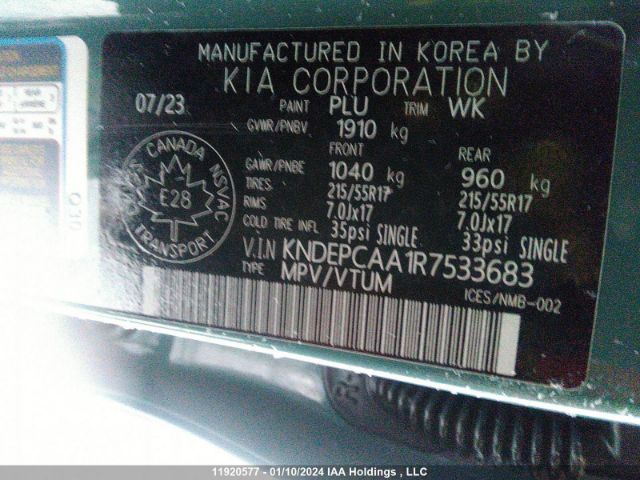 MANUFACTURED IN KOREA BY
KIA CORPORATION
07/23 PAINT PLU TRIM WK
GVWR/PNBV 1910 kg
FRONT REAR
GAWR/PNBE 1040 kg 960 kg
TIRES 215/55R17 215/55R17
RIMS 7.0Jx17 7.0Jx17
COLD TIRE INFL 35psi SINGLE 33psi SINGLE
V.I.N KNDEPCAA1R7533683
TYPE MPV/VTUM
ICES/NMB-002
CANADA NSVAC
E28
TRANSPORT
11920577 - 01/10/2024 IAA Holdings , LLC